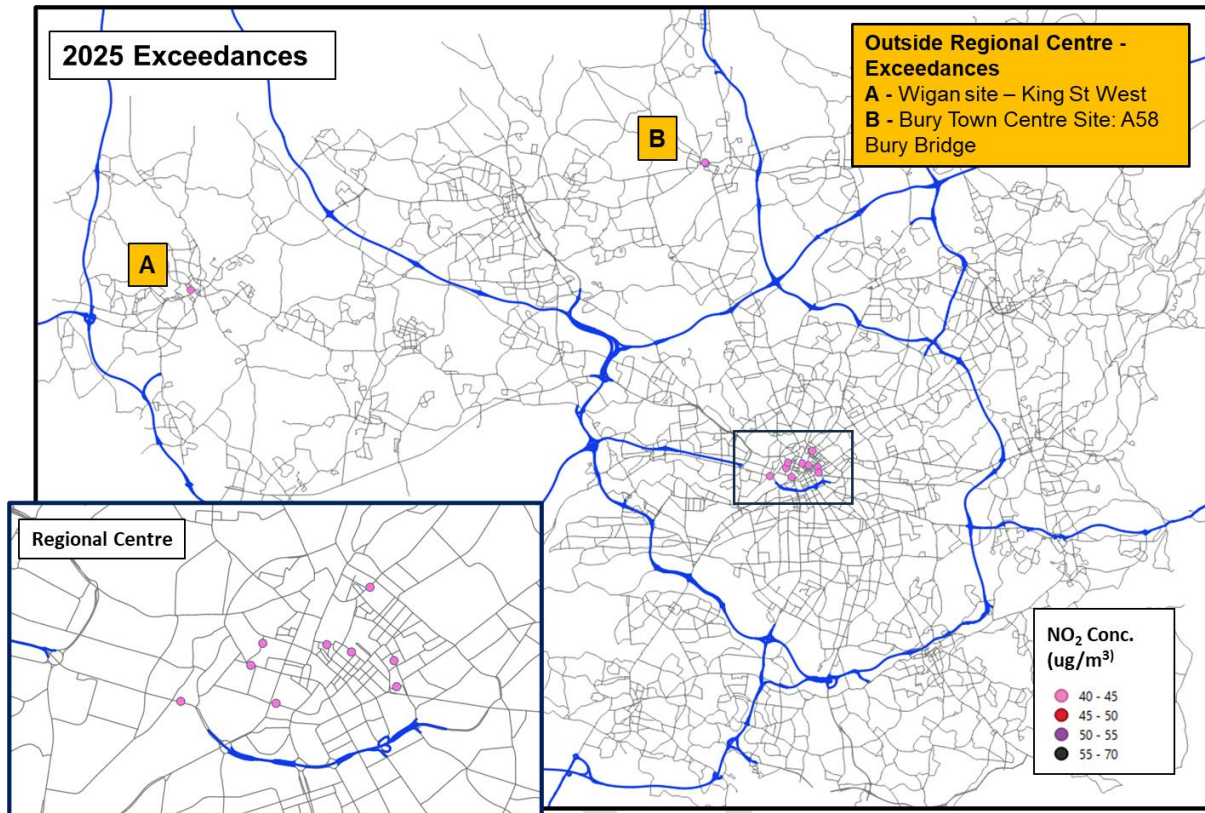 2025 Exceedances
Outside Regional Centre -
Exceedances
A - Wigan site – King St West
B - Bury Town Centre Site: A58
Bury Bridge
B
A
Regional Centre
NO₂ Conc.
(ug/m³)
40 - 45
45 - 50
50 - 55
55 - 70